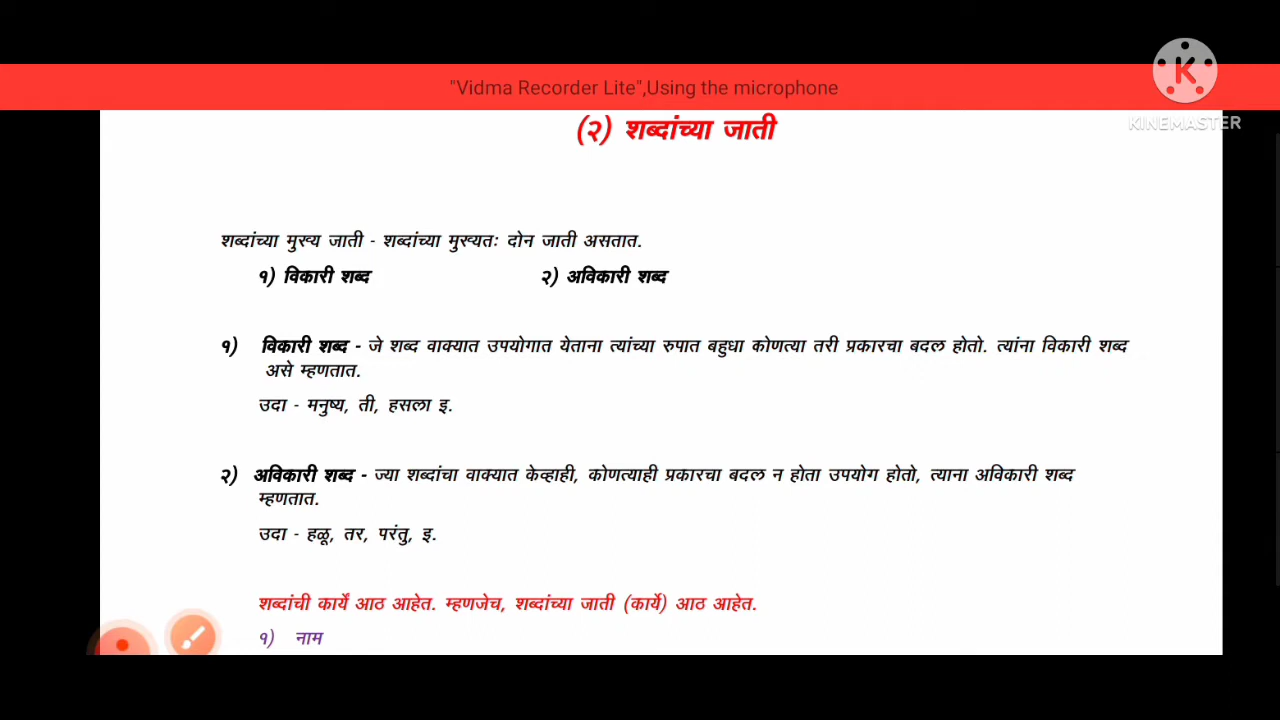 "Vidma Recorder Lite",Using the microphone
KINEMASTER
(२) शब्दांच्या जाती
शब्दांच्या मुख्य जाती - शब्दांच्या मुख्यतः दोन जाती असतात.
१) विकारी शब्द २) अविकारी शब्द
१) विकारी शब्द - जे शब्द वाक्यात उपयोगात येताना त्यांच्या रुपात बहुधा कोणत्या तरी प्रकारचा बदल होतो. त्यांना विकारी शब्द
असे म्हणतात.
उदा - मनुष्य, ती, हसला इ.
२) अविकारी शब्द - ज्या शब्दांचा वाक्यात केव्हाही, कोणत्याही प्रकारचा बदल न होता उपयोग होतो, त्याना अविकारी शब्द
म्हणतात.
उदा - हळू, तर, परंतु, इ.
शब्दांची कार्यें आठ आहेत. म्हणजेच, शब्दांच्या जाती (कार्ये) आठ आहेत.
१) नाम